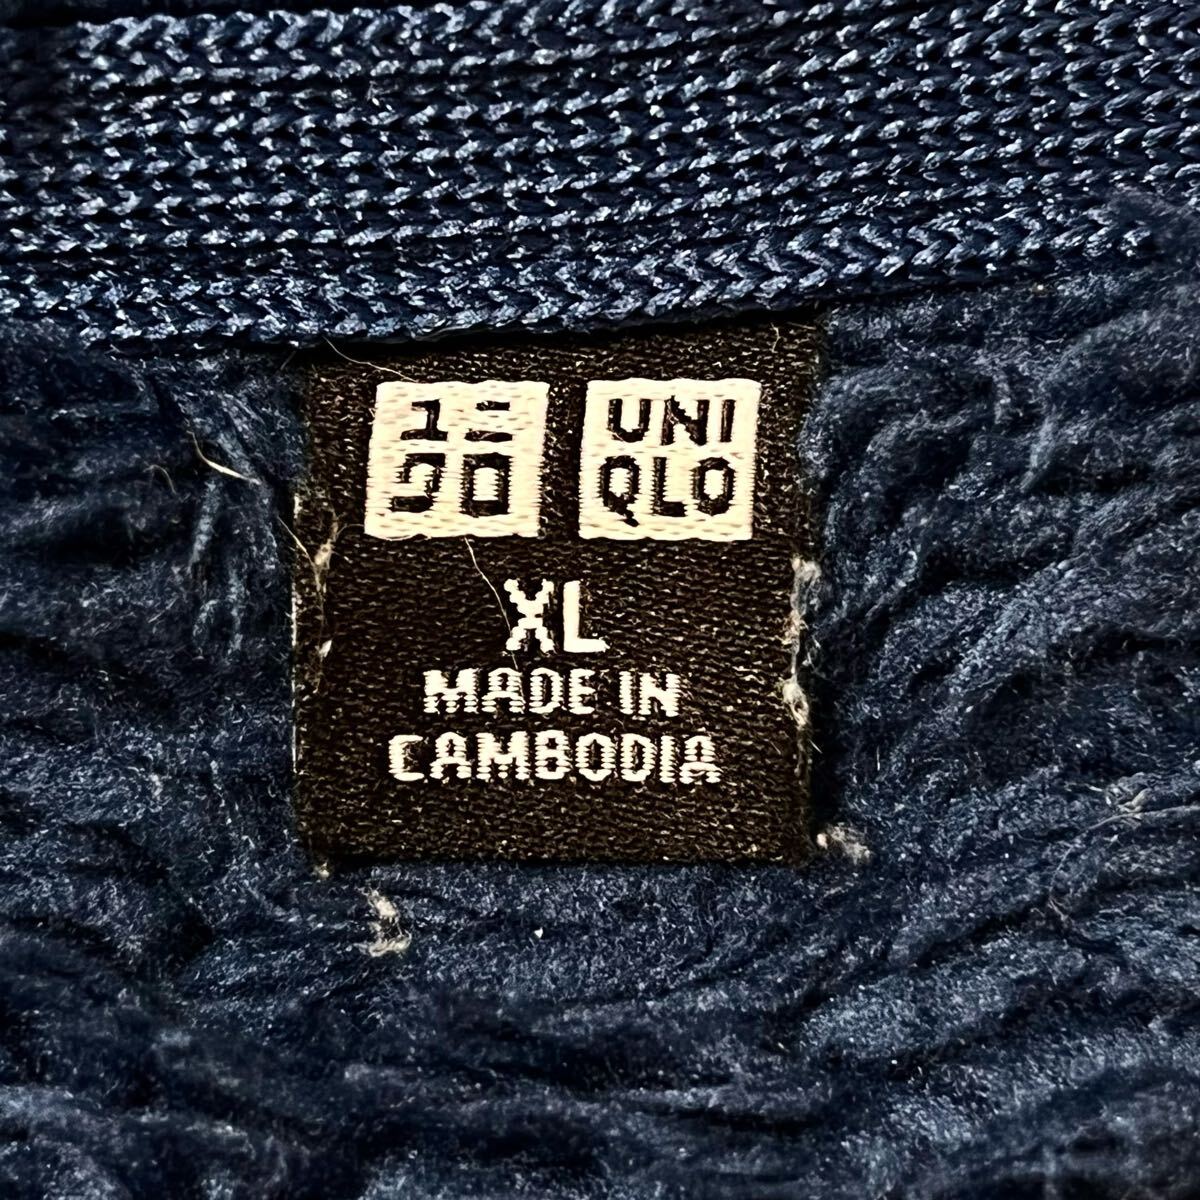 ユニ
クロ
UNI
QLO
XL
MADE IN
CAMBODIA